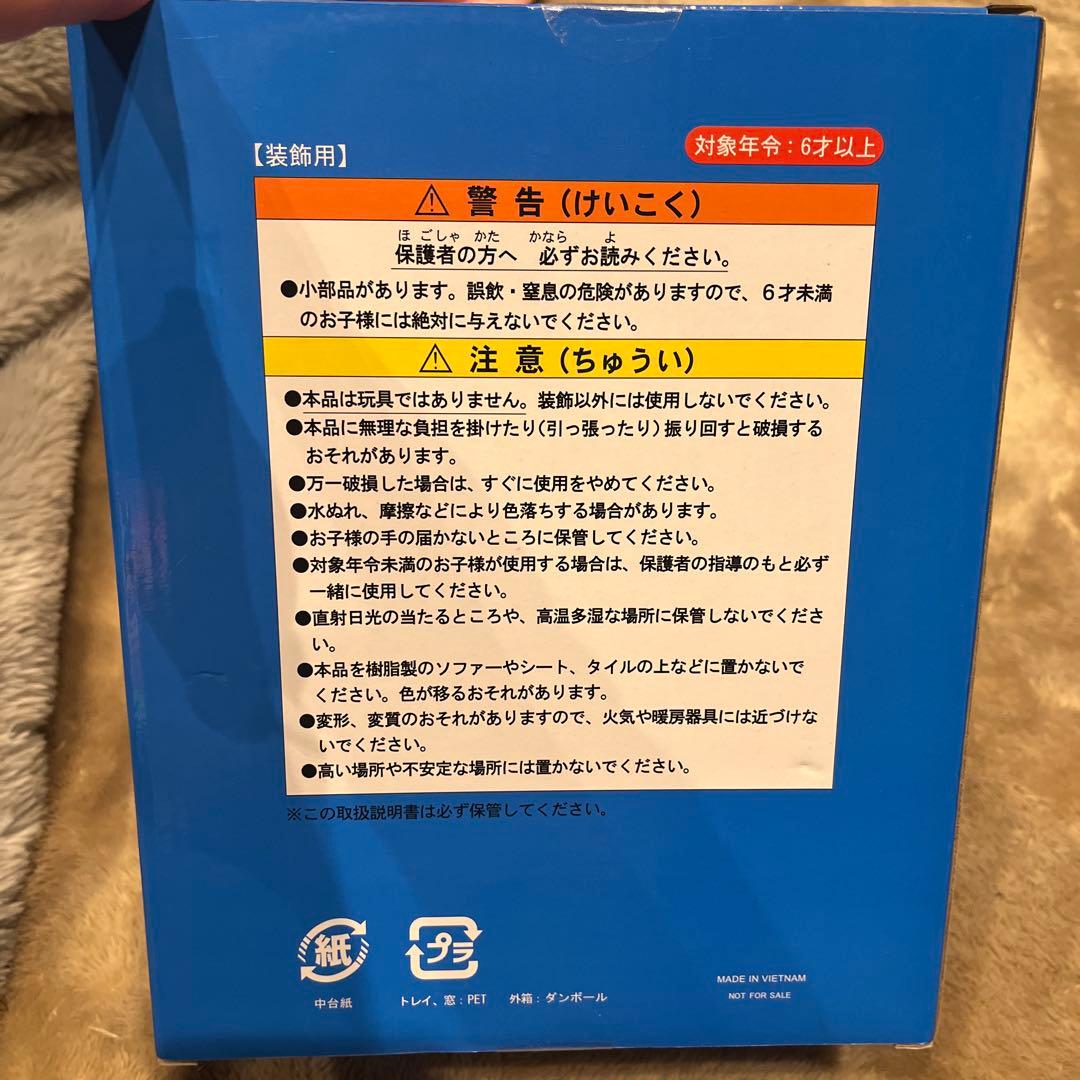 【装飾用】
対象年令：6才以上
⚠ 警告（けいこく）
ほごしゃ かた かなら よ
保護者の方へ 必ずお読みください。
●小部品があります。誤飲・窒息の危険がありますので、６才未満
のお子様には絶対に与えないでください。
⚠ 注意（ちゅうい）
●本品は玩具ではありません。装飾以外には使用しないでください。
●本品に無理な負担を掛けたり（引っ張ったり）振り回すと破損する
おそれがあります。
●万一破損した場合は、すぐに使用をやめてください。
●水ぬれ、摩擦などにより色落ちする場合があります。
●お子様の手の届かないところに保管してください。
●対象年令未満のお子様が使用する場合は、保護者の指導のもと必ず
一緒に使用してください。
●直射日光の当たるところや、高温多湿な場所に保管しないでくださ
い。
●本品を樹脂製のソファーやシート、タイルの上などに置かないで
ください。色が移るおそれがあります。
●変形、変質のおそれがありますので、火気や暖房器具には近づけな
いでください。
●高い場所や不安定な場所には置かないでください。
※この取扱説明書は必ず保管してください。
紙
プラ
中台紙
トレイ、窓：PET 外箱：ダンボール
MADE IN VIETNAM
NOT FOR SALE